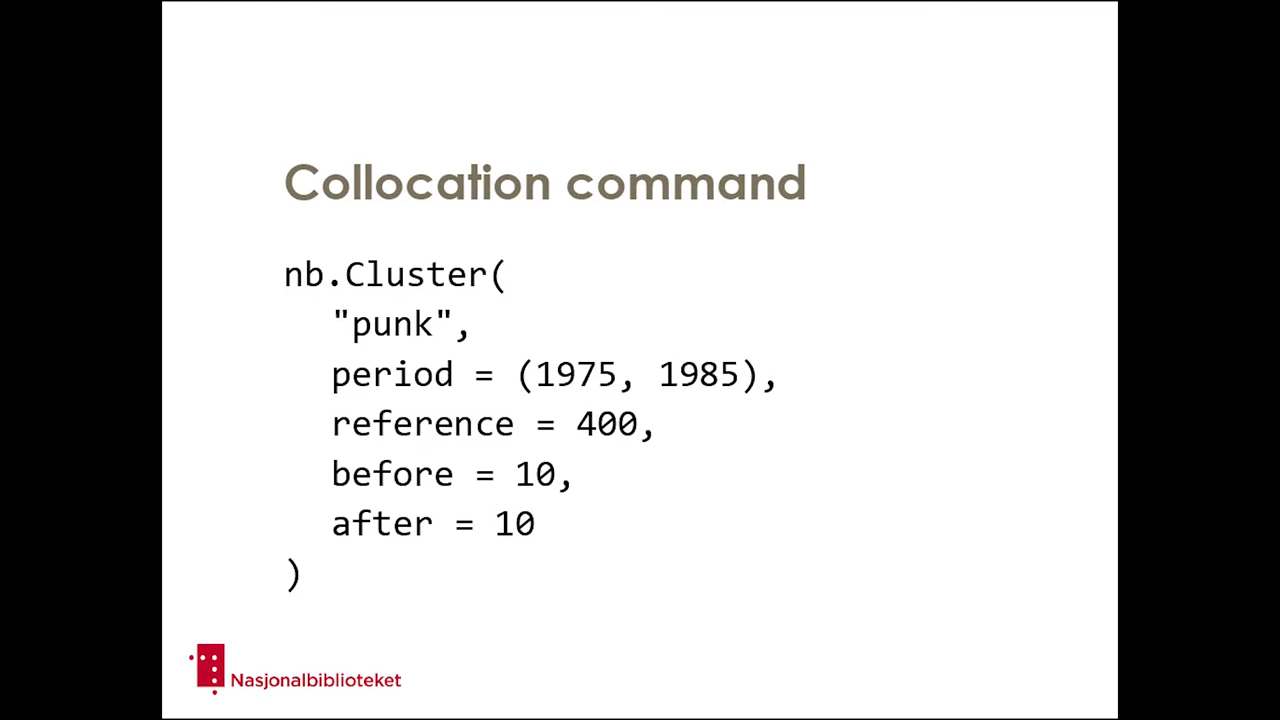 Collocation command
nb.Cluster(
"punk",
period = (1975, 1985),
reference = 400,
before = 10,
after = 10
)
Nasjonalbiblioteket